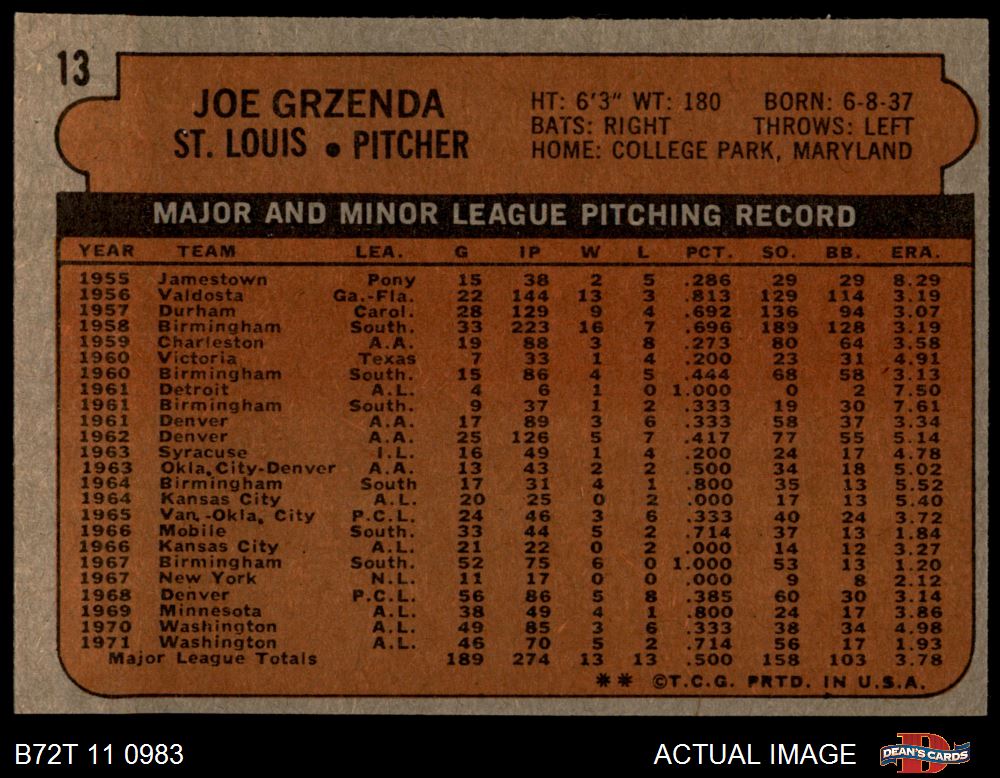 13
JOE GRZENDA
ST. LOUIS • PITCHER
HT: 6'3" WT: 180 BORN: 6-8-37
BATS: RIGHT THROWS: LEFT
HOME: COLLEGE PARK, MARYLAND
MAJOR AND MINOR LEAGUE PITCHING RECORD
YEAR TEAM LEA. G IP W L PCT. SO. BB. ERA.
1955 Jamestown Pony 15 38 2 5 .286 29 29 8.29
1956 Valdosta Ga.-Fla. 22 144 13 3 .813 129 114 3.19
1957 Durham Carol. 28 129 9 4 .692 136 94 3.07
1958 Birmingham South. 33 223 16 7 .696 189 128 3.19
1959 Charleston A.A. 19 88 3 8 .273 80 64 3.58
1960 Victoria Texas 7 33 1 4 .200 23 31 4.91
1960 Birmingham South. 15 86 4 5 .444 68 58 3.13
1961 Detroit A.L. 4 6 1 0 1.000 0 2 7.50
1961 Birmingham South. 9 37 1 2 .333 19 30 7.61
1961 Denver A.A. 17 89 3 6 .333 58 37 3.34
1962 Denver A.A. 25 126 5 7 .417 77 55 5.14
1963 Syracuse I.L. 16 49 1 4 .200 24 17 4.78
1963 Okla.City-Denver A.A. 13 43 2 2 .500 34 18 5.02
1964 Birmingham South 17 31 4 1 .800 35 13 5.52
1964 Kansas City A.L. 20 25 0 2 .000 17 13 5.40
1965 Van.-Okla. City P.C.L. 24 46 3 6 .333 40 24 3.72
1966 Mobile South. 33 44 5 2 .714 37 13 1.84
1966 Kansas City A.L. 21 22 0 2 .000 14 12 3.27
1967 Birmingham South. 52 75 6 0 1.000 53 13 1.20
1967 New York N.L. 11 17 0 0 .000 9 8 2.12
1968 Denver P.C.L. 56 86 5 8 .385 60 30 3.14
1969 Minnesota A.L. 38 49 4 1 .800 24 17 3.86
1970 Washington A.L. 49 85 3 6 .333 38 34 4.98
1971 Washington A.L. 46 70 5 2 .714 56 17 1.93
Major League Totals 189 274 13 13 .500 158 103 3.78
** ©T.C.G. PRTD. IN U.S.A.
B72T 11 0983
ACTUAL IMAGE
DEAN'S CARDS